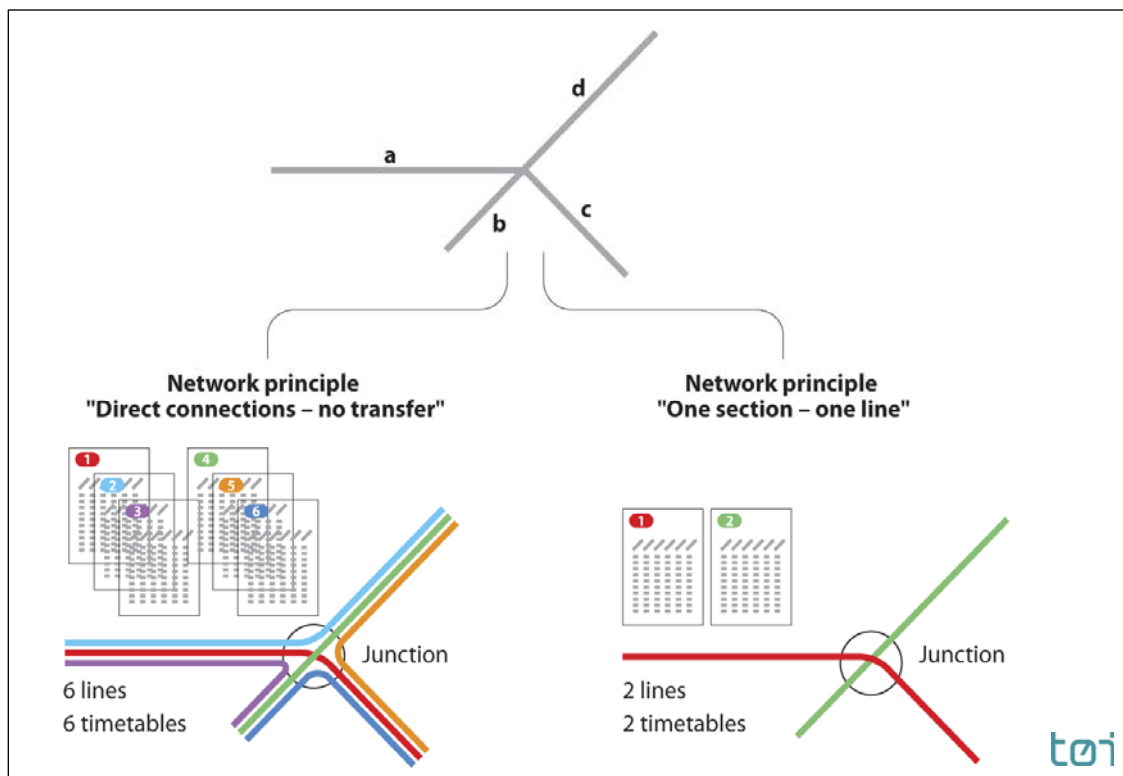 d
a
b
c
Network principle
"Direct connections – no transfer"
1
4
2
5
3
6
Junction
6 lines
6 timetables
Network principle
"One section – one line"
1
2
Junction
2 lines
2 timetables
tøi